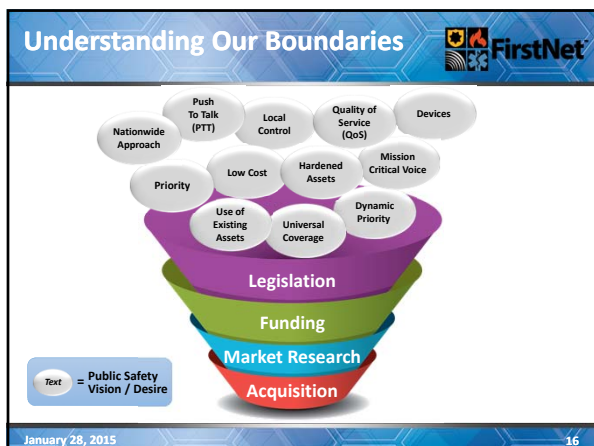 Understanding Our Boundaries
FirstNet
Push
To Talk
(PTT)
Local
Control
Quality of
Service
(QoS)
Devices
Nationwide
Approach
Low Cost
Hardened
Assets
Mission
Critical Voice
Priority
Use of
Existing
Assets
Universal
Coverage
Dynamic
Priority
Legislation
Funding
Market Research
Acquisition
Text
= Public Safety
Vision / Desire
January 28, 2015
16